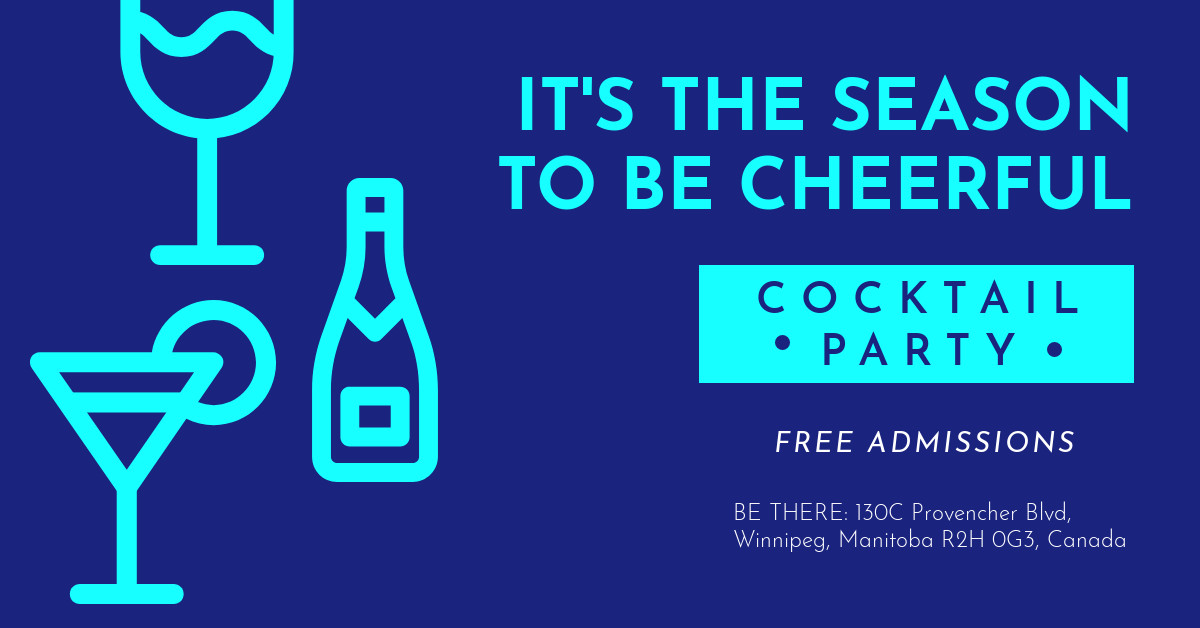 IT'S THE SEASON
TO BE CHEERFUL
COCKTAIL
• PARTY •
FREE ADMISSIONS
BE THERE: 130C Provencher Blvd,
Winnipeg, Manitoba R2H 0G3, Canada